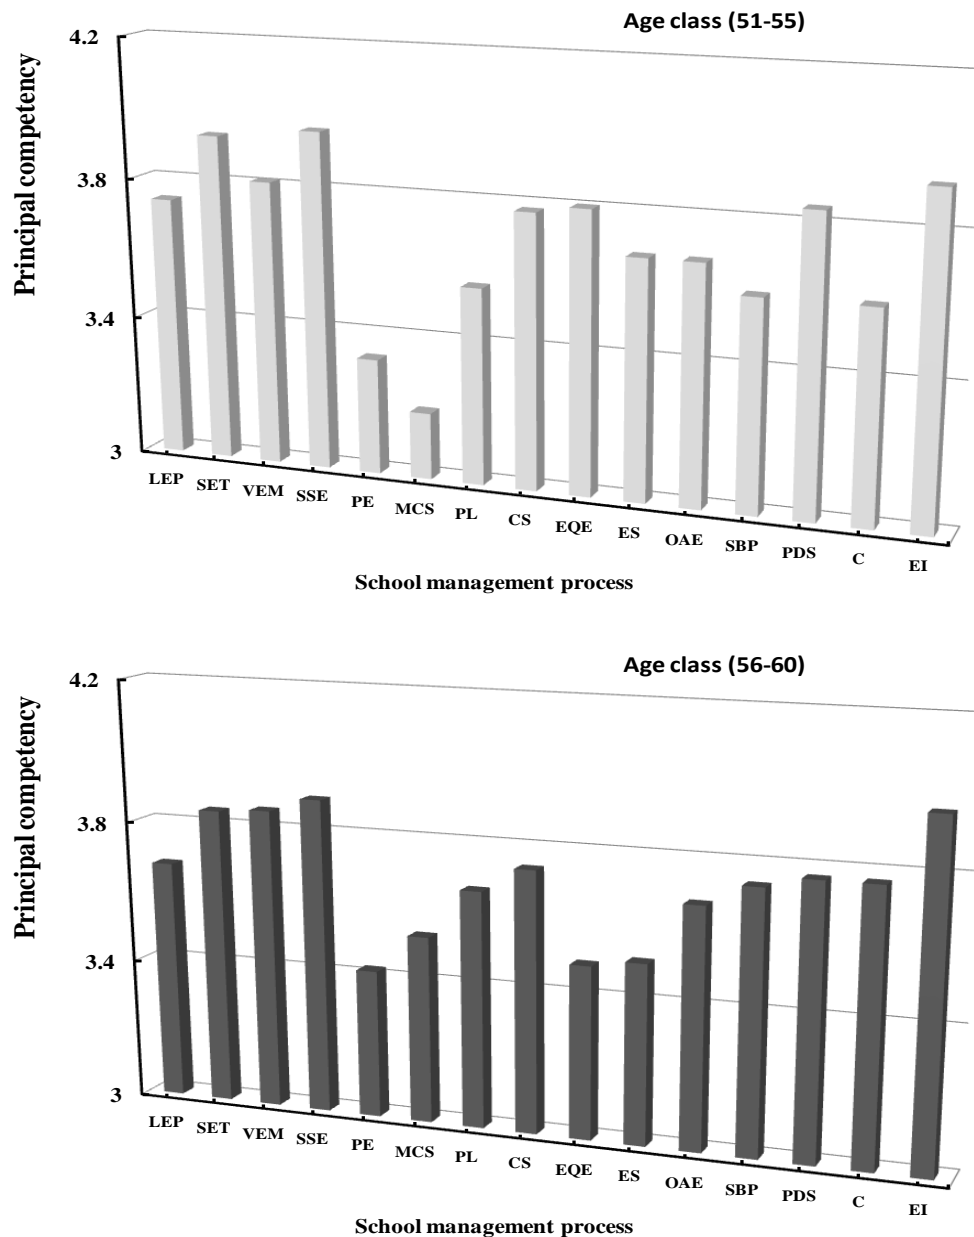 Age class (51-55)
4.2
3.8
3.4
3
Principal competency
LEP SET VEM SSE PE MCS PL CS EQE ES OAE SBP PDS C EI
School management process
Age class (56-60)
4.2
3.8
3.4
3
Principal competency
LEP SET VEM SSE PE MCS PL CS EQE ES OAE SBP PDS C EI
School management process